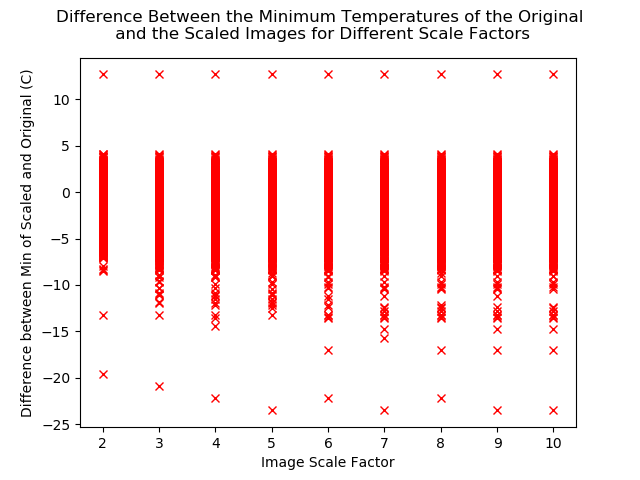 Difference Between the Minimum Temperatures of the Original
and the Scaled Images for Different Scale Factors
Difference between Min of Scaled and Original (C)
10
5
0
−5
−10
−15
−20
−25
2 3 4 5 6 7 8 9 10
Image Scale Factor